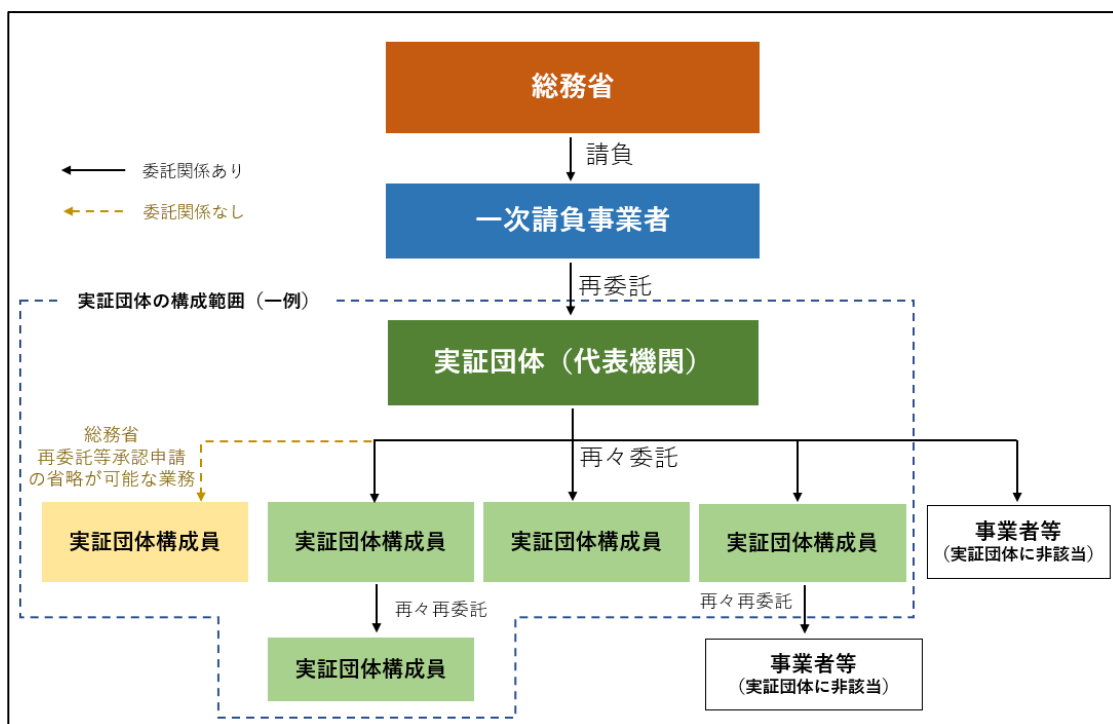 総務省
請負
委託関係あり
委託関係なし
一次請負事業者
再委託
実証団体の構成範囲（一例）
実証団体（代表機関）
総務省
再委託等承認申請
の省略が可能な業務
再々委託
実証団体構成員
実証団体構成員
実証団体構成員
実証団体構成員
事業者等
（実証団体に非該当）
再々再委託
再々再委託
実証団体構成員
事業者等
（実証団体に非該当）